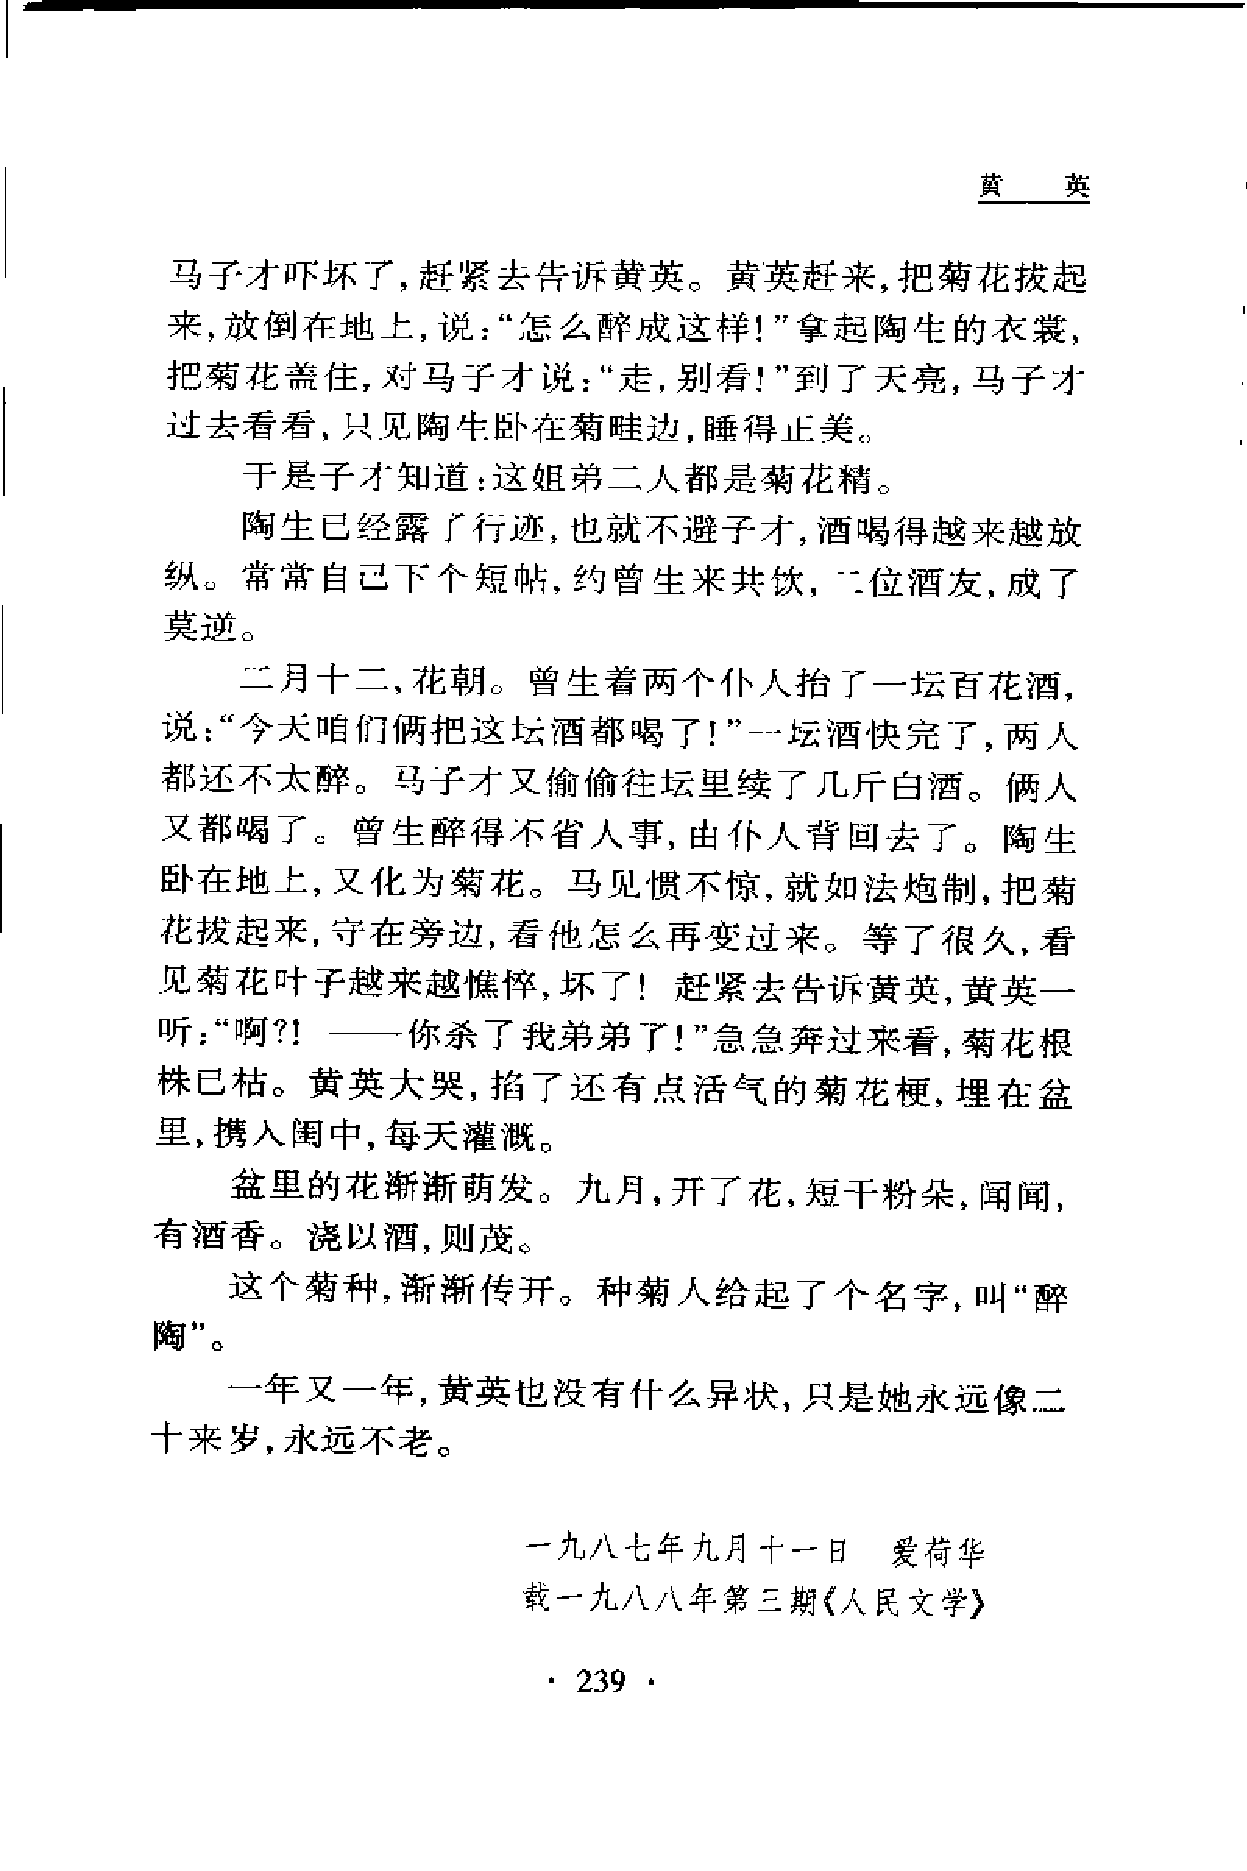 黄　英
马子才吓坏了,赶紧去告诉黄英。黄英赶来,把菊花拔起
来,放倒在地上,说:“怎么醉成这样!”拿起陶生的衣裳,
把菊花盖住,对马子才说:“走,别看!”到了天亮,马子才
过去看看,只见陶生卧在菊畦边,睡得正美。
于是子才知道:这姐弟二人都是菊花精。
陶生已经露了行迹,也就不避子才,酒喝得越来越放
纵。常常自己下个短帖,约曾生来共饮,二位酒友,成了
莫逆。
二月十二,花朝。曾生着两个仆人抬了一坛百花酒,
说:“今天咱们俩把这坛酒都喝了!”一坛酒快完了,两人
都还不太醉。马子才又偷偷往坛里续了几斤白酒。俩人
又都喝了。曾生醉得不省人事,由仆人背回去了。陶生
卧在地上,又化为菊花。马见惯不惊,就如法炮制,把菊
花拔起来,守在旁边,看他怎么再变过来。等了很久,看
见菊花叶子越来越憔悴,坏了!赶紧去告诉黄英,黄英一
听:“啊?!——你杀了我弟弟了!”急急奔过来看,菊花根
株已枯。黄英大哭,掐了还有点活气的菊花梗,埋在盆
里,携入闺中,每天灌溉。
盆里的花渐渐萌发。九月,开了花,短干粉朵,闻闻,
有酒香。浇以酒,则茂。
这个菊种,渐渐传开。种菊人给起了个名字,叫“醉
陶”。
一年又一年,黄英也没有什么异状,只是她永远像二
十来岁,永远不老。
一九八七年九月十一日　爱荷华
载一九八八年第三期《人民文学》
· 239 ·